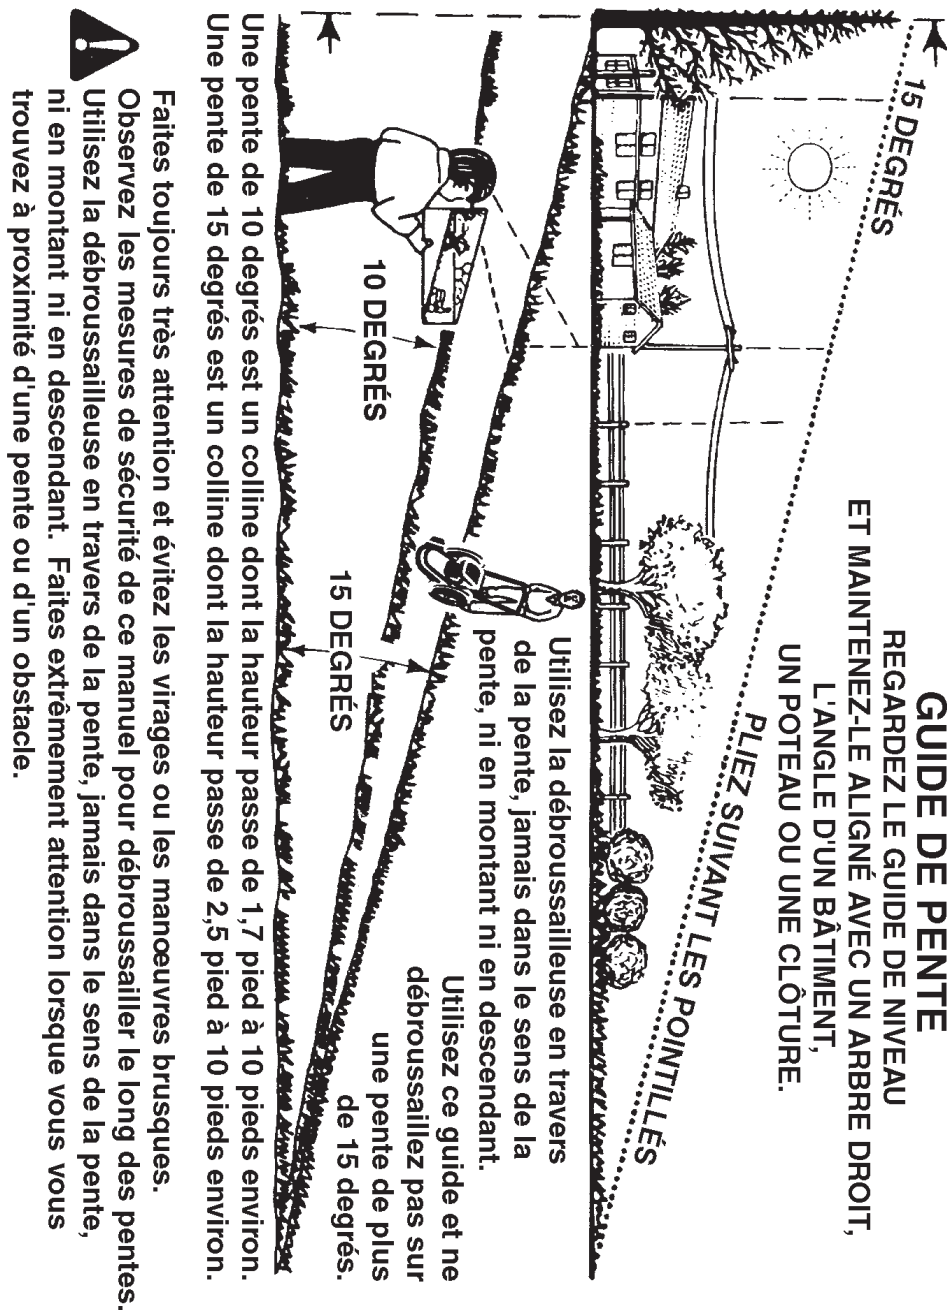 GUIDE DE PENTE
REGARDEZ LE GUIDE DE NIVEAU
ET MAINTENEZ-LE ALIGNÉ AVEC UN ARBRE DROIT,
L'ANGLE D'UN BÂTIMENT,
UN POTEAU OU UNE CLÔTURE.
15 DEGRÉS
PLIEZ SUIVANT LES POINTILLÉS
Utilisez la débroussailleuse en travers
de la pente, jamais dans le sens de la
pente, ni en montant ni en descendant.
Utilisez ce guide et ne
débroussaillez pas sur
une pente de plus
de 15 degrés.
10 DEGRÉS
15 DEGRÉS
Une pente de 10 degrés est un colline dont la hauteur passe de 1,7 pied à 10 pieds environ.
Une pente de 15 degrés est un colline dont la hauteur passe de 2,5 pied à 10 pieds environ.
Faites toujours très attention et évitez les virages ou les manoeuvres brusques.
Observez les mesures de sécurité de ce manuel pour débroussailler le long des pentes.
Utilisez la débroussailleuse en travers de la pente, jamais dans le sens de la pente,
ni en montant ni en descendant. Faites extrêmement attention lorsque vous vous
trouvez à proximité d'une pente ou d'un obstacle.